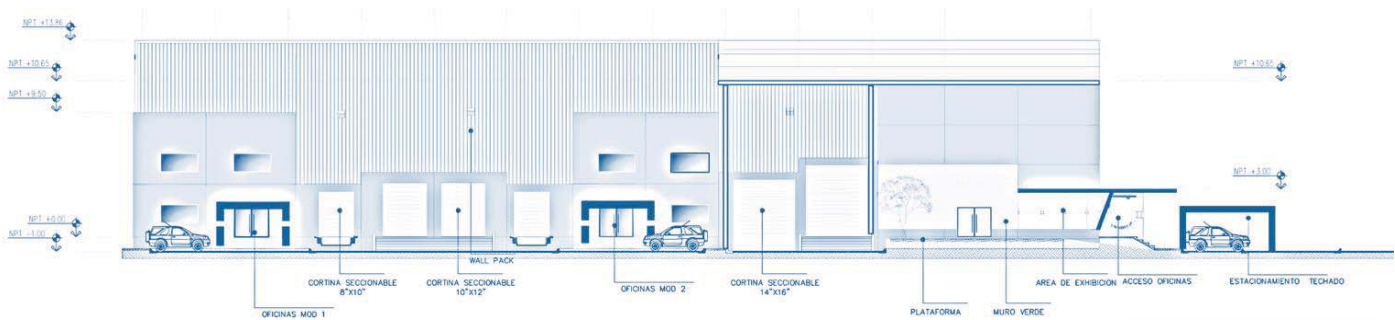 NPT +13.96
NPT +10.65
NPT +9.50
NPT +0.00
NPT -1.00
NPT +10.65
NPT +3.00
WALL PACK
CORTINA SECCIONABLE
8"X10"
CORTINA SECCIONABLE
10"X12"
OFICINAS MOD 2
CORTINA SECCIONABLE
14"X16"
AREA DE EXHIBICION
ACCESO OFICINAS
ESTACIONAMIENTO TECHADO
OFICINAS MOD 1
PLATAFORMA
MURO VERDE